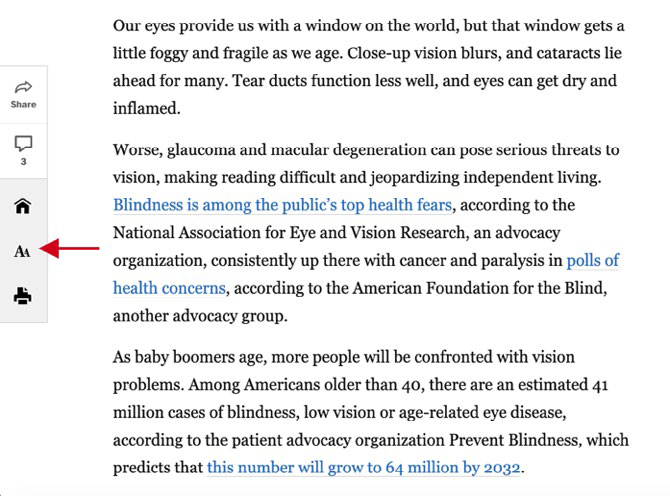 Our eyes provide us with a window on the world, but that window gets a
little foggy and fragile as we age. Close-up vision blurs, and cataracts lie
ahead for many. Tear ducts function less well, and eyes can get dry and
inflamed.
Share
3
AA
Worse, glaucoma and macular degeneration can pose serious threats to
vision, making reading difficult and jeopardizing independent living.
Blindness is among the public’s top health fears, according to the
National Association for Eye and Vision Research, an advocacy
organization, consistently up there with cancer and paralysis in polls of
health concerns, according to the American Foundation for the Blind,
another advocacy group.
As baby boomers age, more people will be confronted with vision
problems. Among Americans older than 40, there are an estimated 41
million cases of blindness, low vision or age-related eye disease,
according to the patient advocacy organization Prevent Blindness, which
predicts that this number will grow to 64 million by 2032.